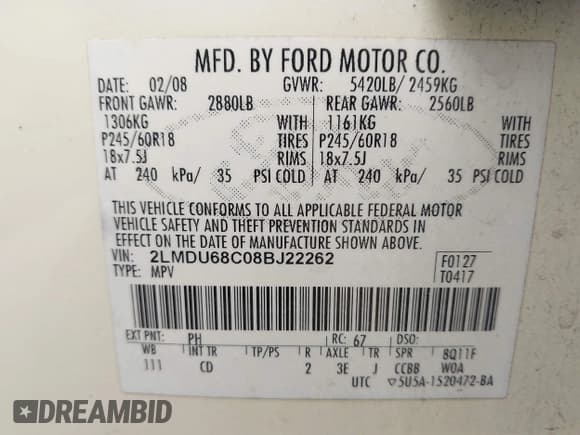 MFD. BY FORD MOTOR CO.
DATE: 02/08 GVWR: 5420LB/ 2459KG
FRONT GAWR: 2880LB REAR GAWR: 2560LB
1306KG WITH 1161KG WITH
P245/60R18 TIRES P245/60R18 TIRES
18x7.5J RIMS 18x7.5J RIMS
AT 240 kPa/ 35 PSI COLD AT 240 kPa/ 35 PSI COLD
THIS VEHICLE CONFORMS TO ALL APPLICABLE FEDERAL MOTOR
VEHICLE SAFETY AND THEFT PREVENTION STANDARDS IN
EFFECT ON THE DATE OF MANUFACTURE SHOWN ABOVE.
VIN: 2LMDU68C08BJ22262 F0127
TYPE: MPV T0417
EXT PNT: PH RC: 67 DSO:
WB INT TR TP/PS R AXLE TR SPR 8Q11F
111 CD 2 3E J CCBB WOA
UTC ▽5U5A-1520472-BA
DREAMBID